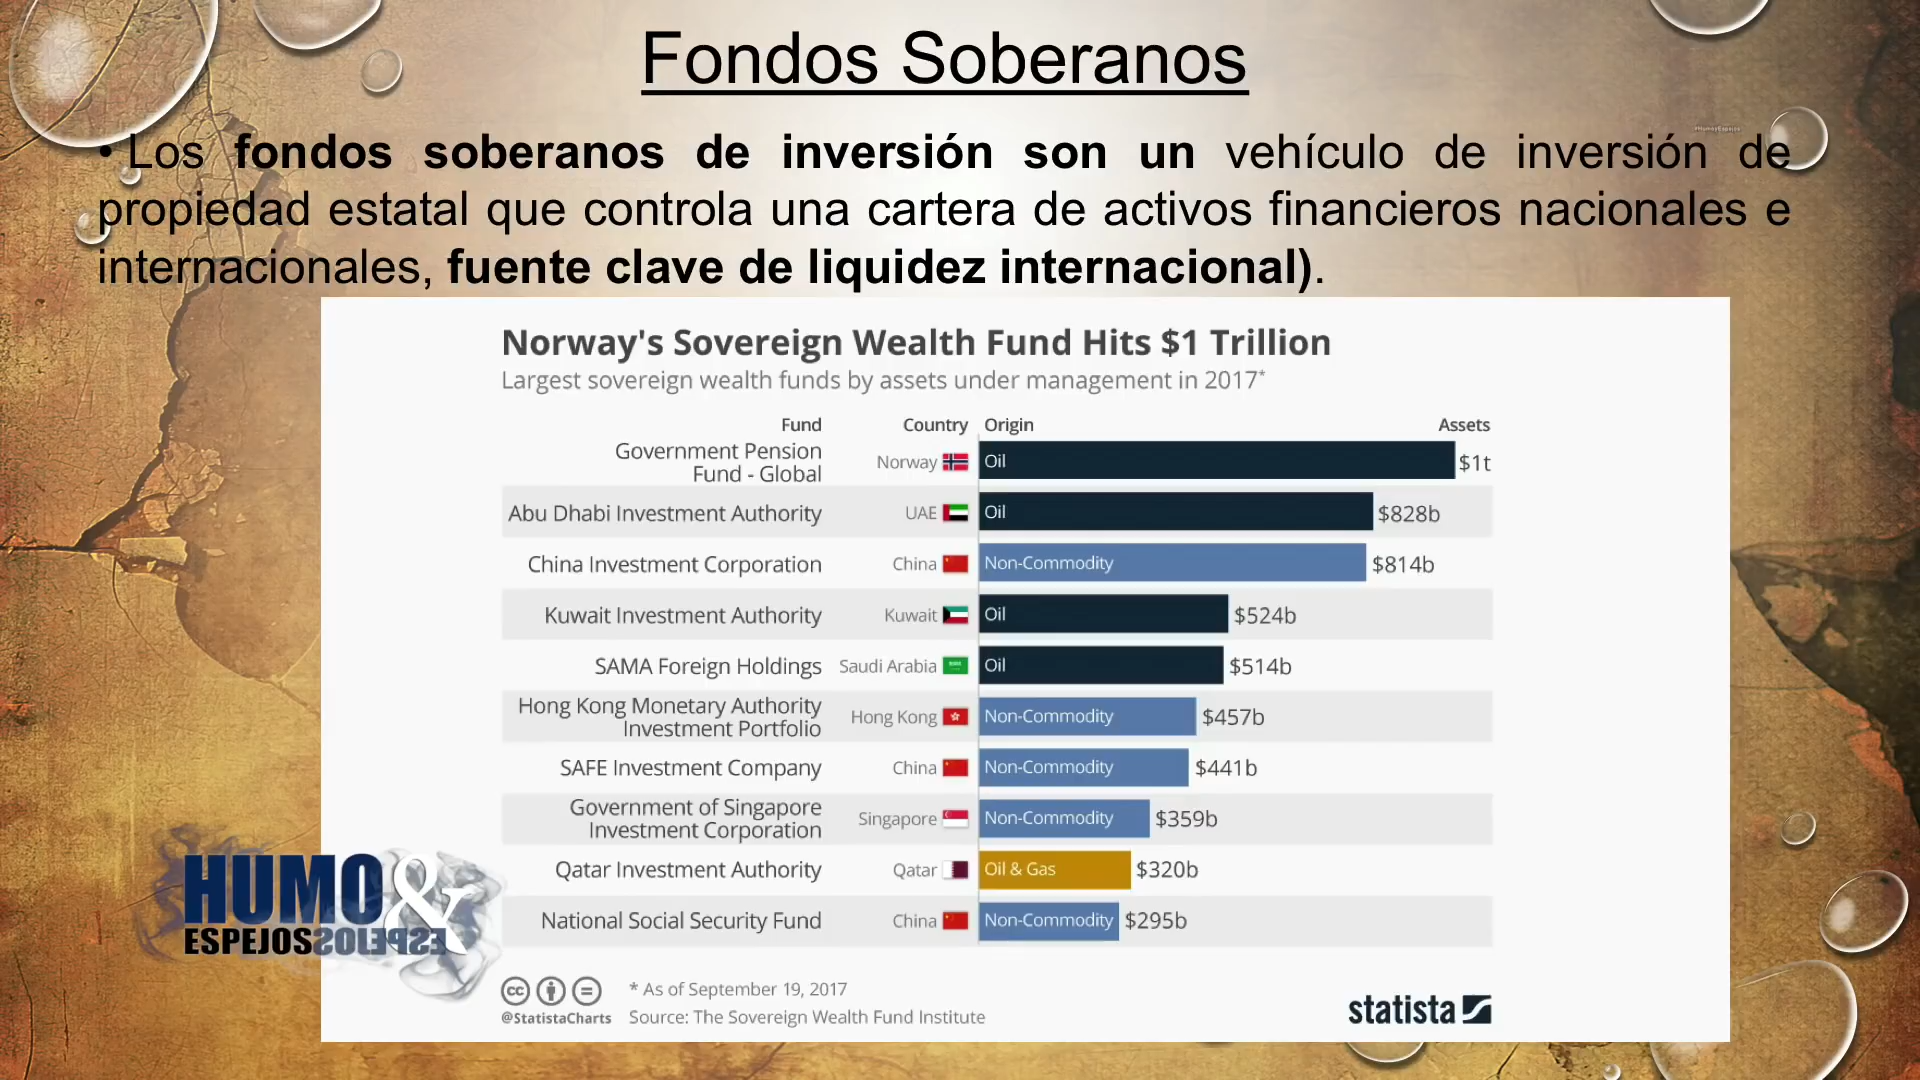 Fondos Soberanos
• Los fondos soberanos de inversión son un vehículo de inversión de
propiedad estatal que controla una cartera de activos financieros nacionales e
internacionales, fuente clave de liquidez internacional).
Norway's Sovereign Wealth Fund Hits $1 Trillion
Largest sovereign wealth funds by assets under management in 2017*
Fund Country Origin Assets
Government Pension
Fund - Global Norway Oil $1t
Abu Dhabi Investment Authority UAE Oil $828b
China Investment Corporation China Non-Commodity $814b
Kuwait Investment Authority Kuwait Oil $524b
SAMA Foreign Holdings Saudi Arabia Oil $514b
Hong Kong Monetary Authority
Investment Portfolio Hong Kong Non-Commodity $457b
SAFE Investment Company China Non-Commodity $441b
Government of Singapore
Investment Corporation Singapore Non-Commodity $359b
Qatar Investment Authority Qatar Oil & Gas $320b
National Social Security Fund China Non-Commodity $295b
HUMO&
ESPEJOS ESPEJOS
* As of September 19, 2017
@StatistaCharts Source: The Sovereign Wealth Fund Institute
statista